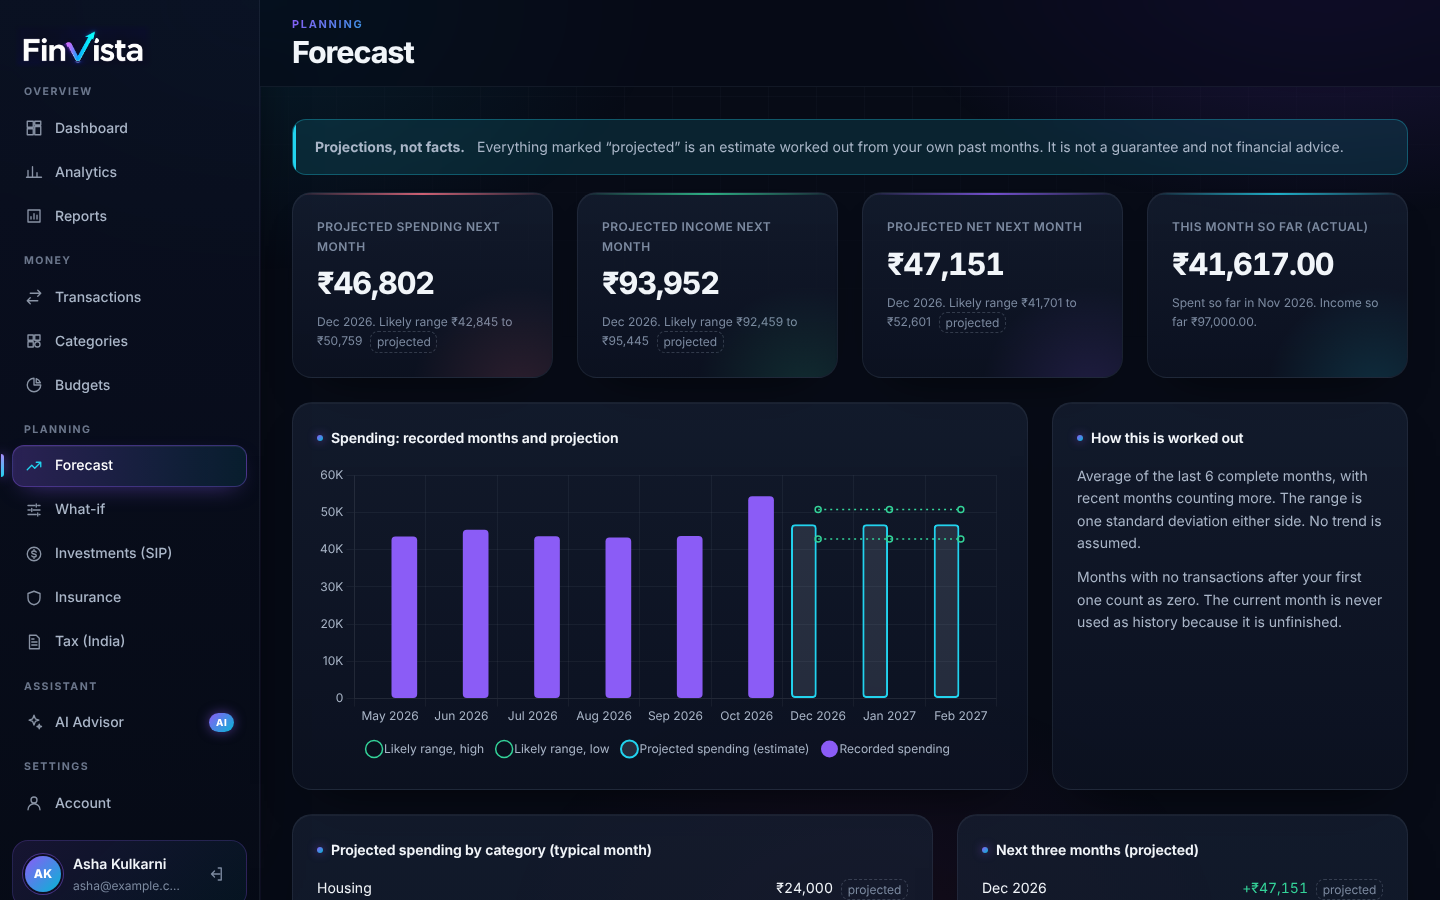 FinVista
OVERVIEW
Dashboard
Analytics
Reports
MONEY
Transactions
Categories
Budgets
PLANNING
Forecast
What-if
Investments (SIP)
Insurance
Tax (India)
ASSISTANT
AI Advisor
AI
SETTINGS
Account
AK
Asha Kulkarni
asha@example.c...
PLANNING
Forecast
Projections, not facts. Everything marked “projected” is an estimate worked out from your own past months. It is not a guarantee and not financial advice.
PROJECTED SPENDING NEXT
MONTH
₹46,802
Dec 2026. Likely range ₹42,845 to
₹50,759 projected
PROJECTED INCOME NEXT
MONTH
₹93,952
Dec 2026. Likely range ₹92,459 to
₹95,445 projected
PROJECTED NET NEXT MONTH
₹47,151
Dec 2026. Likely range ₹41,701 to
₹52,601 projected
THIS MONTH SO FAR (ACTUAL)
₹41,617.00
Spent so far in Nov 2026. Income so
far ₹97,000.00.
Spending: recorded months and projection
60K
50K
40K
30K
20K
10K
0
May 2026 Jun 2026 Jul 2026 Aug 2026 Sep 2026 Oct 2026 Dec 2026 Jan 2027 Feb 2027
Likely range, high Likely range, low Projected spending (estimate) Recorded spending
How this is worked out
Average of the last 6 complete months, with
recent months counting more. The range is
one standard deviation either side. No trend is
assumed.
Months with no transactions after your first
one count as zero. The current month is never
used as history because it is unfinished.
Projected spending by category (typical month)
Housing ₹24,000 projected
Next three months (projected)
Dec 2026 +₹47,151 projected